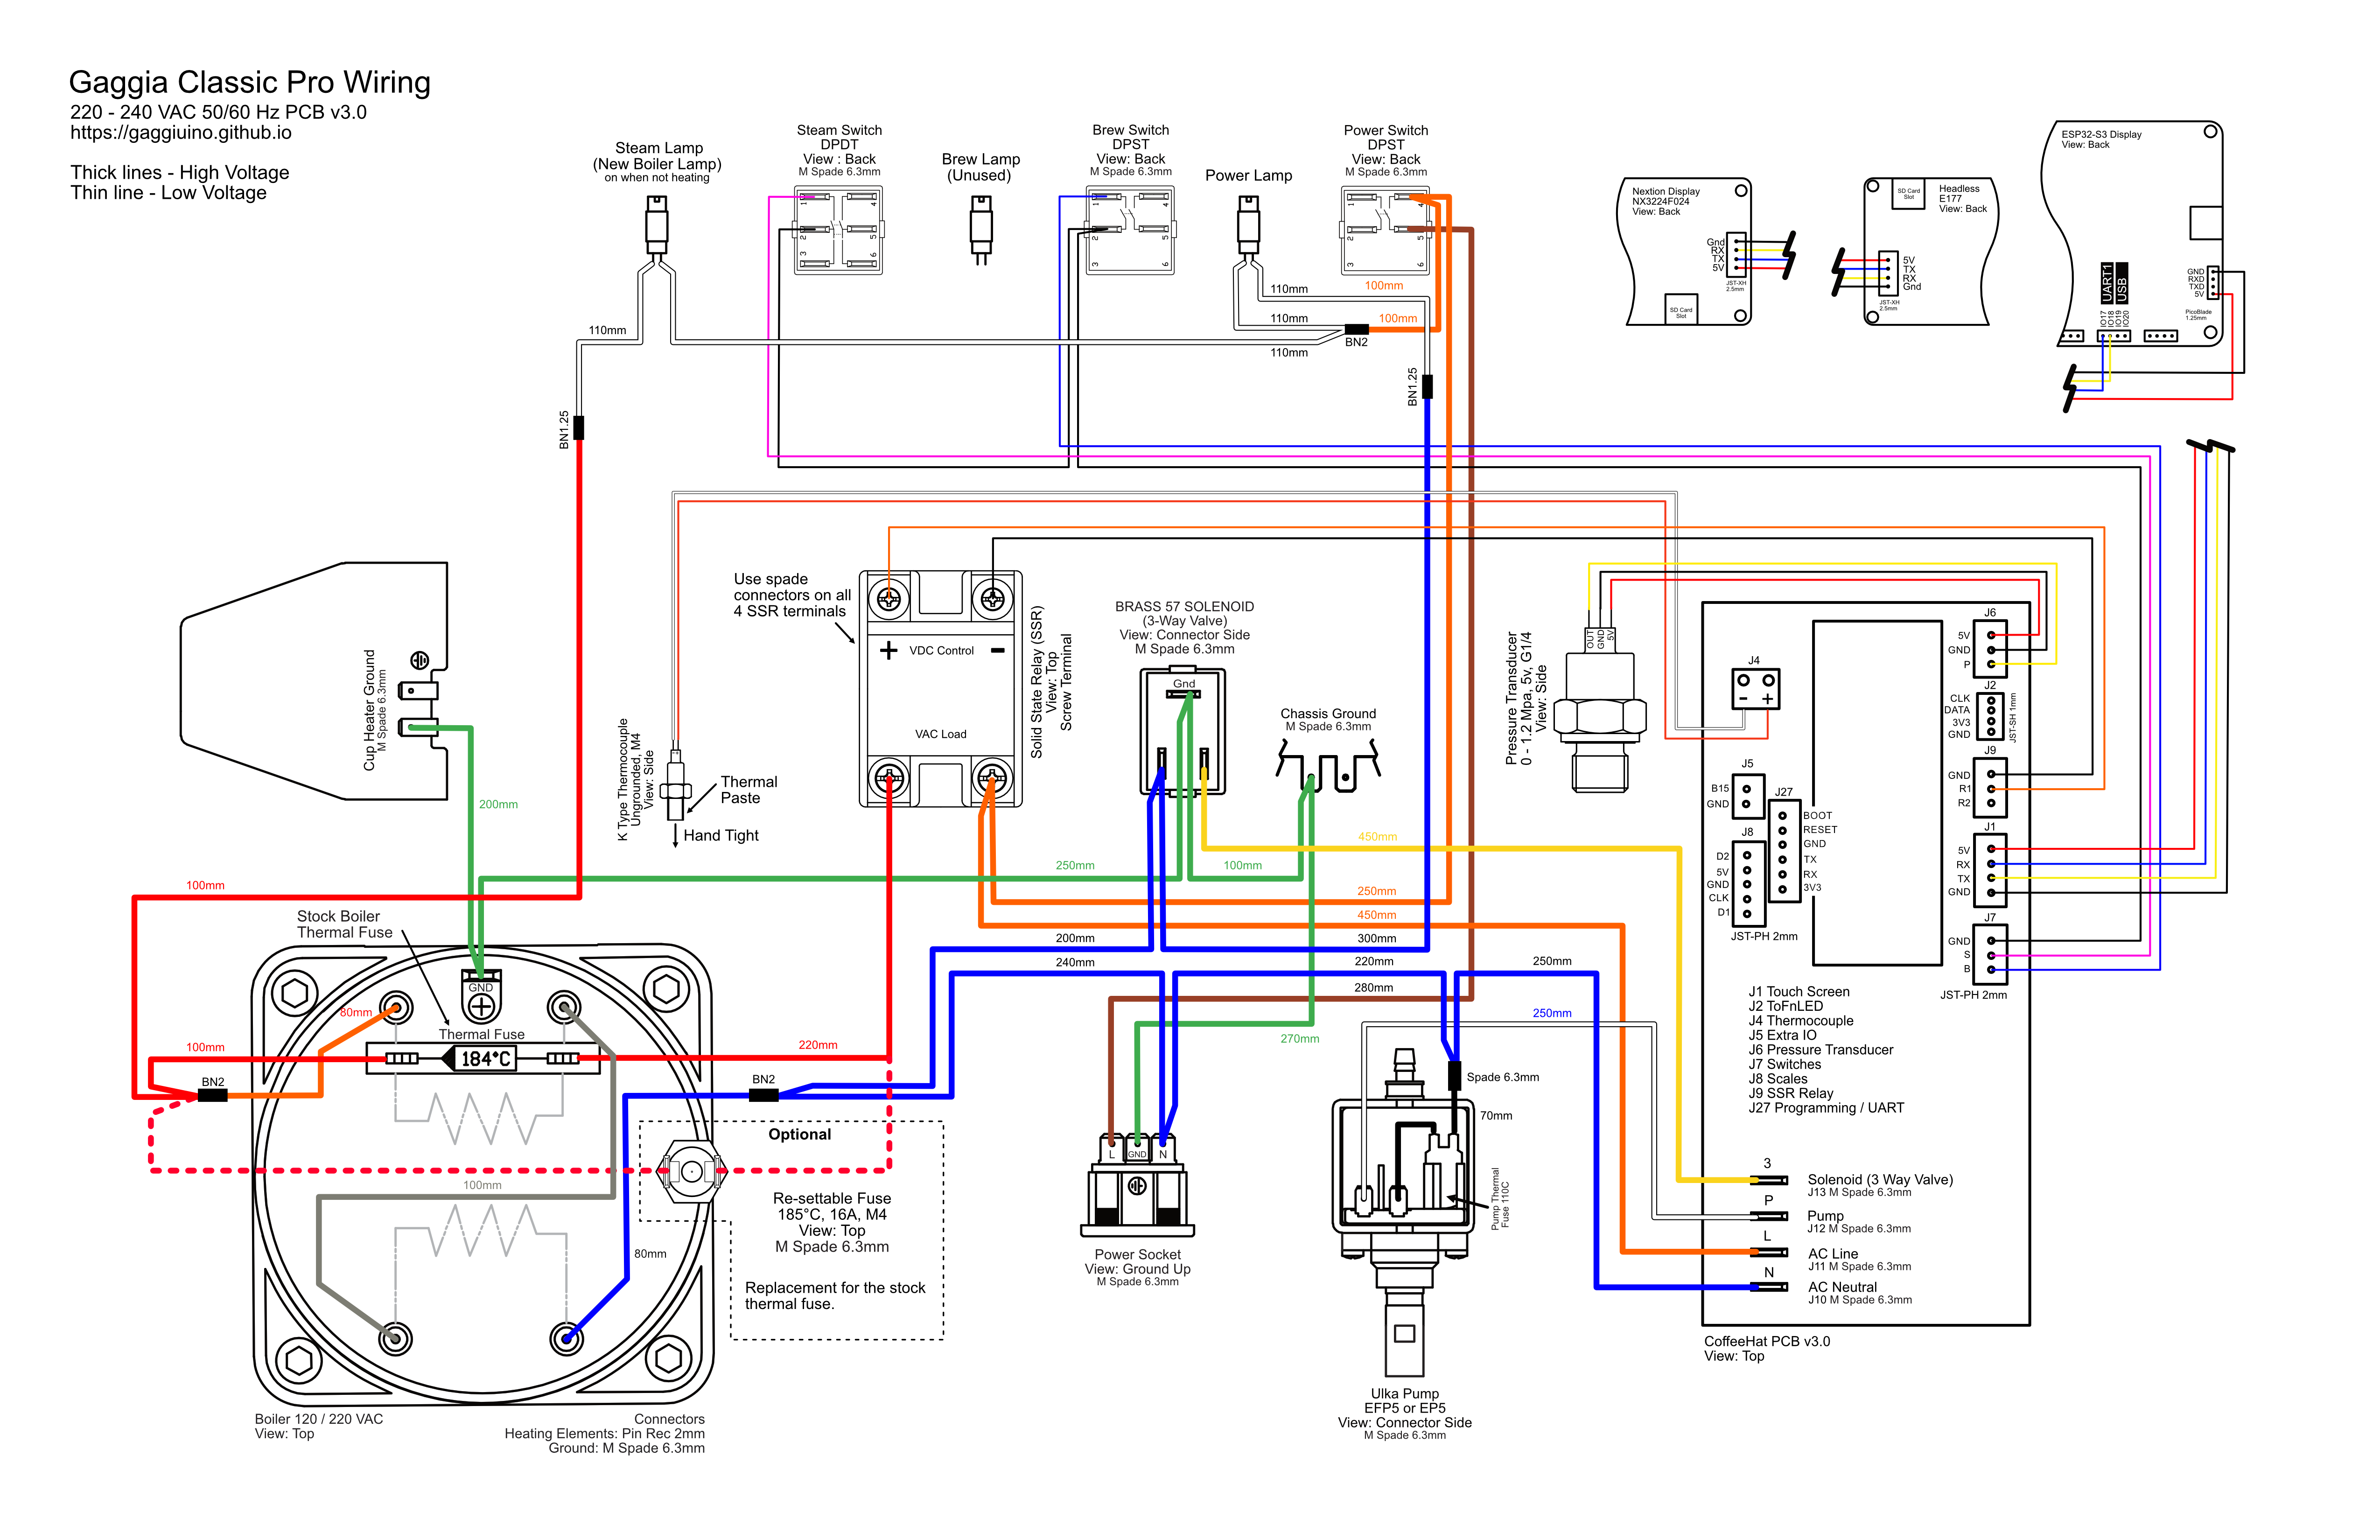 Gaggia Classic Pro Wiring
220 - 240 VAC 50/60 Hz PCB v3.0
https://gaggiuino.github.io
Thick lines - High Voltage
Thin line - Low Voltage
Steam Lamp
(New Boiler Lamp)
on when not heating
Steam Switch
DPDT
View : Back
M Spade 6.3mm
1
2
3
4
5
6
Brew Lamp
(Unused)
Brew Switch
DPST
View: Back
M Spade 6.3mm
1
2
3
4
5
6
Power Lamp
Power Switch
DPST
View: Back
M Spade 6.3mm
1
2
3
4
5
6
Nextion Display
NX3224F024
View: Back
Gnd
RX
TX
5V
JST-XH
2.5mm
SD Card
Slot
SD Card
Slot
Headless
E177
View: Back
5V
TX
RX
Gnd
JST-XH
2.5mm
ESP32-S3 Display
View: Back
GND
RXD
TXD
5V
PicoBlade
1.25mm
UART1
USB
IO17
IO18
IO19
IO20
110mm
110mm
110mm
110mm
100mm
100mm
BN2
BN1.25
BN1.25
Use spade
connectors on all
4 SSR terminals
VDC Control
VAC Load
Solid State Relay (SSR)
View: Top
Screw Terminal
BRASS 57 SOLENOID
(3-Way Valve)
View: Connector Side
M Spade 6.3mm
Gnd
Chassis Ground
M Spade 6.3mm
Pressure Transducer
0 - 1.2 Mpa, 5v, G1/4
View: Side
OUT
GND
5V
Cup Heater Ground
M Spade 6.3mm
200mm
K Type Thermocouple
Ungrounded, M4
View: Side
Thermal
Paste
Hand Tight
J4
- +
J5
B15
GND
J8
D2
5V
GND
CLK
D1
JST-PH 2mm
J27
BOOT
RESET
GND
TX
RX
3V3
J6
5V
GND
P
J2
CLK
DATA
3V3
GND
JST-SH 1mm
J9
GND
R1
R2
J1
5V
RX
TX
GND
J7
GND
S
B
JST-PH 2mm
J1 Touch Screen
J2 ToFnLED
J4 Thermocouple
J5 Extra IO
J6 Pressure Transducer
J7 Switches
J8 Scales
J9 SSR Relay
J27 Programming / UART
3
Solenoid (3 Way Valve)
J13 M Spade 6.3mm
P
Pump
J12 M Spade 6.3mm
L
AC Line
J11 M Spade 6.3mm
N
AC Neutral
J10 M Spade 6.3mm
CoffeeHat PCB v3.0
View: Top
450mm
250mm
100mm
250mm
450mm
200mm
300mm
240mm
220mm
250mm
280mm
250mm
270mm
100mm
Stock Boiler
Thermal Fuse
GND
80mm
Thermal Fuse
184°C
100mm
220mm
BN2
BN2
100mm
80mm
Optional
Re-settable Fuse
185°C, 16A, M4
View: Top
M Spade 6.3mm
Replacement for the stock
thermal fuse.
Boiler 120 / 220 VAC
View: Top
Connectors
Heating Elements: Pin Rec 2mm
Ground: M Spade 6.3mm
L
GND
N
Power Socket
View: Ground Up
M Spade 6.3mm
Spade 6.3mm
70mm
Pump Thermal
Fuse 110C
Ulka Pump
EFP5 or EP5
View: Connector Side
M Spade 6.3mm